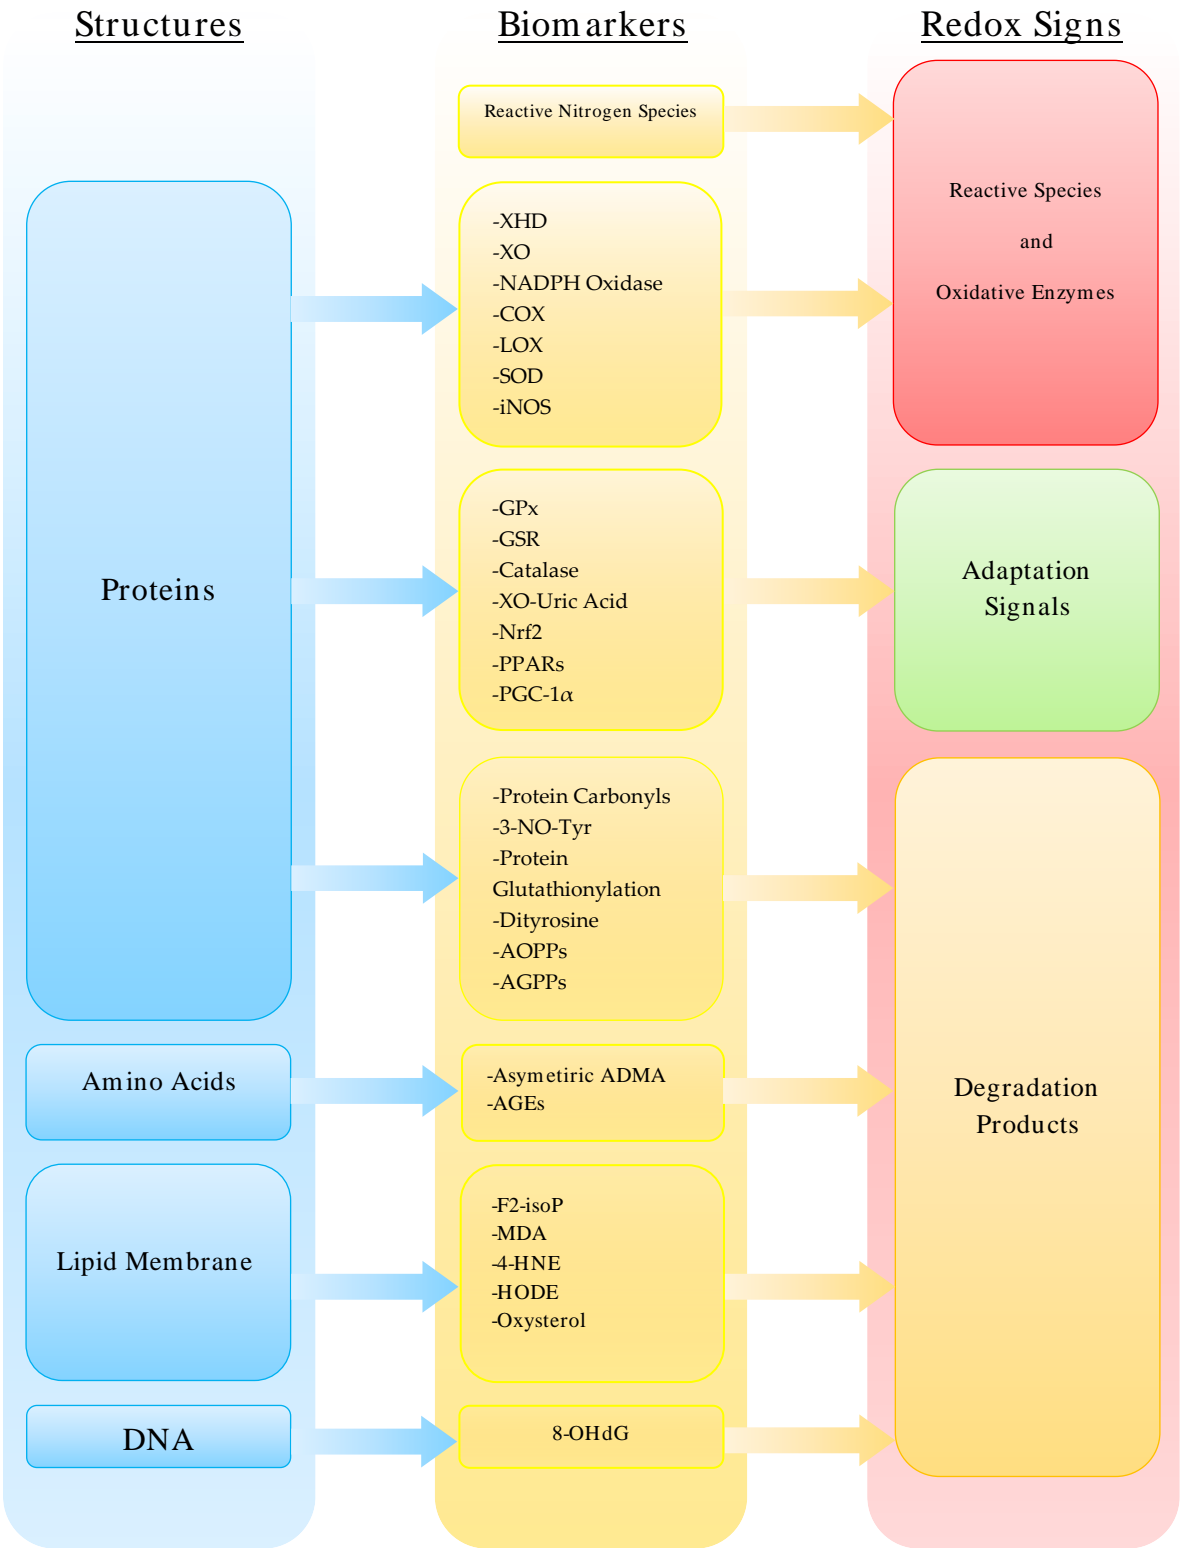 Structures
Biomarkers
Redox Signs
Reactive Nitrogen Species
Reactive Species
and
Oxidative Enzymes
-XHD
-XO
-NADPH Oxidase
-COX
-LOX
-SOD
-iNOS
Proteins
-GPx
-GSR
-Catalase
-XO-Uric Acid
-Nrf2
-PPARs
-PGC-1α
Adaptation
Signals
-Protein Carbonyls
-3-NO-Tyr
-Protein
Glutathionylation
-Dityrosine
-AOPPs
-AGPPs
Amino Acids
-Asymetiric ADMA
-AGEs
Degradation
Products
Lipid Membrane
-F2-isoP
-MDA
-4-HNE
-HODE
-Oxysterol
DNA
8-OHdG